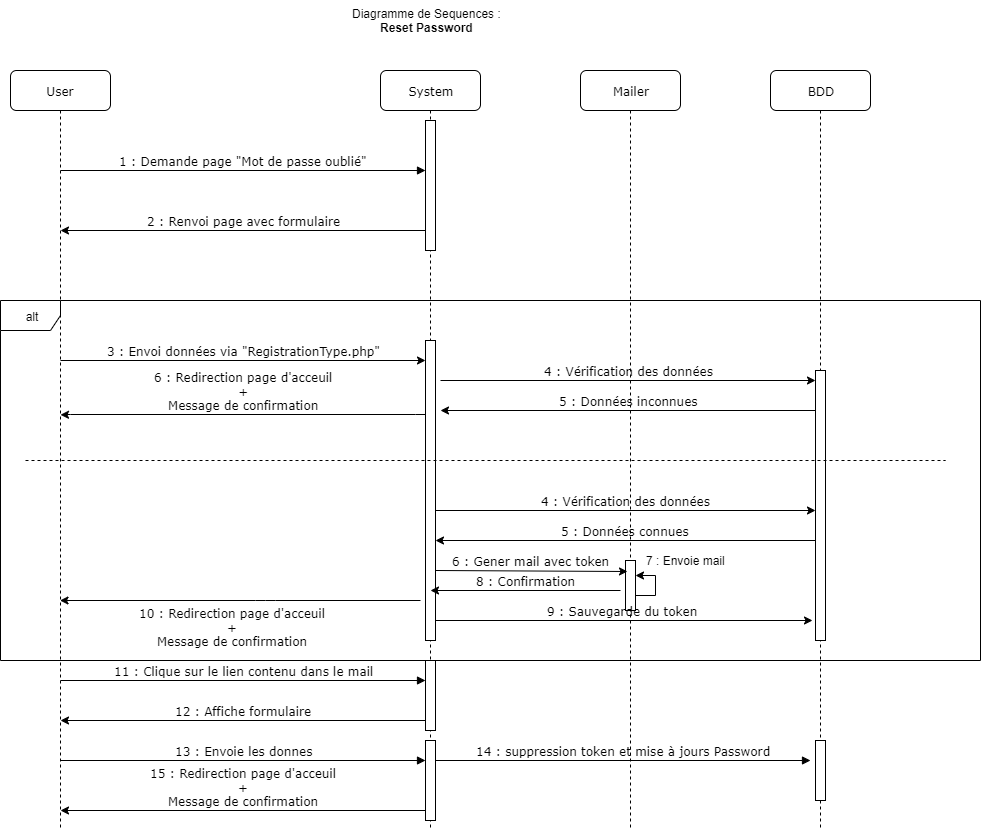 Diagramme de Sequences :
Reset Password
User
System
Mailer
BDD
1 : Demande page "Mot de passe oublié"
2 : Renvoi page avec formulaire
alt
3 : Envoi données via "RegistrationType.php"
4 : Vérification des données
6 : Redirection page d'acceuil
+
Message de confirmation
5 : Données inconnues
4 : Vérification des données
5 : Données connues
6 : Gener mail avec token
7 : Envoie mail
8 : Confirmation
9 : Sauvegarde du token
10 : Redirection page d'acceuil
+
Message de confirmation
11 : Clique sur le lien contenu dans le mail
12 : Affiche formulaire
13 : Envoie les donnes
14 : suppression token et mise à jours Password
15 : Redirection page d'acceuil
+
Message de confirmation